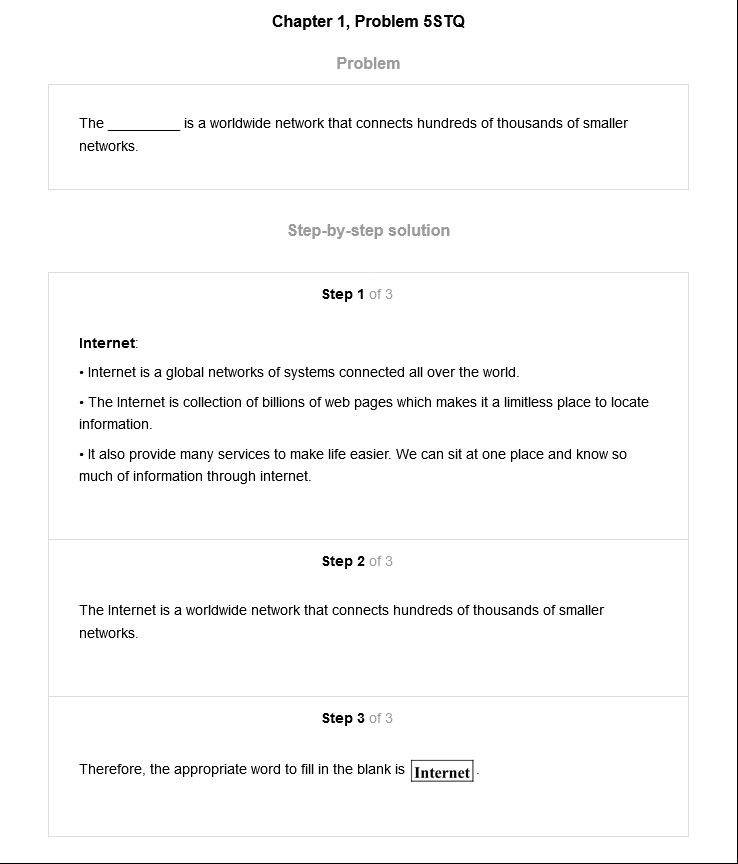 Chapter 1, Problem 5STQ
Problem
The _________ is a worldwide network that connects hundreds of thousands of smaller
networks.
Step-by-step solution
Step 1 of 3
Internet:
• Internet is a global networks of systems connected all over the world.
• The Internet is collection of billions of web pages which makes it a limitless place to locate
information.
• It also provide many services to make life easier. We can sit at one place and know so
much of information through internet.
Step 2 of 3
The Internet is a worldwide network that connects hundreds of thousands of smaller
networks.
Step 3 of 3
Therefore, the appropriate word to fill in the blank is Internet.